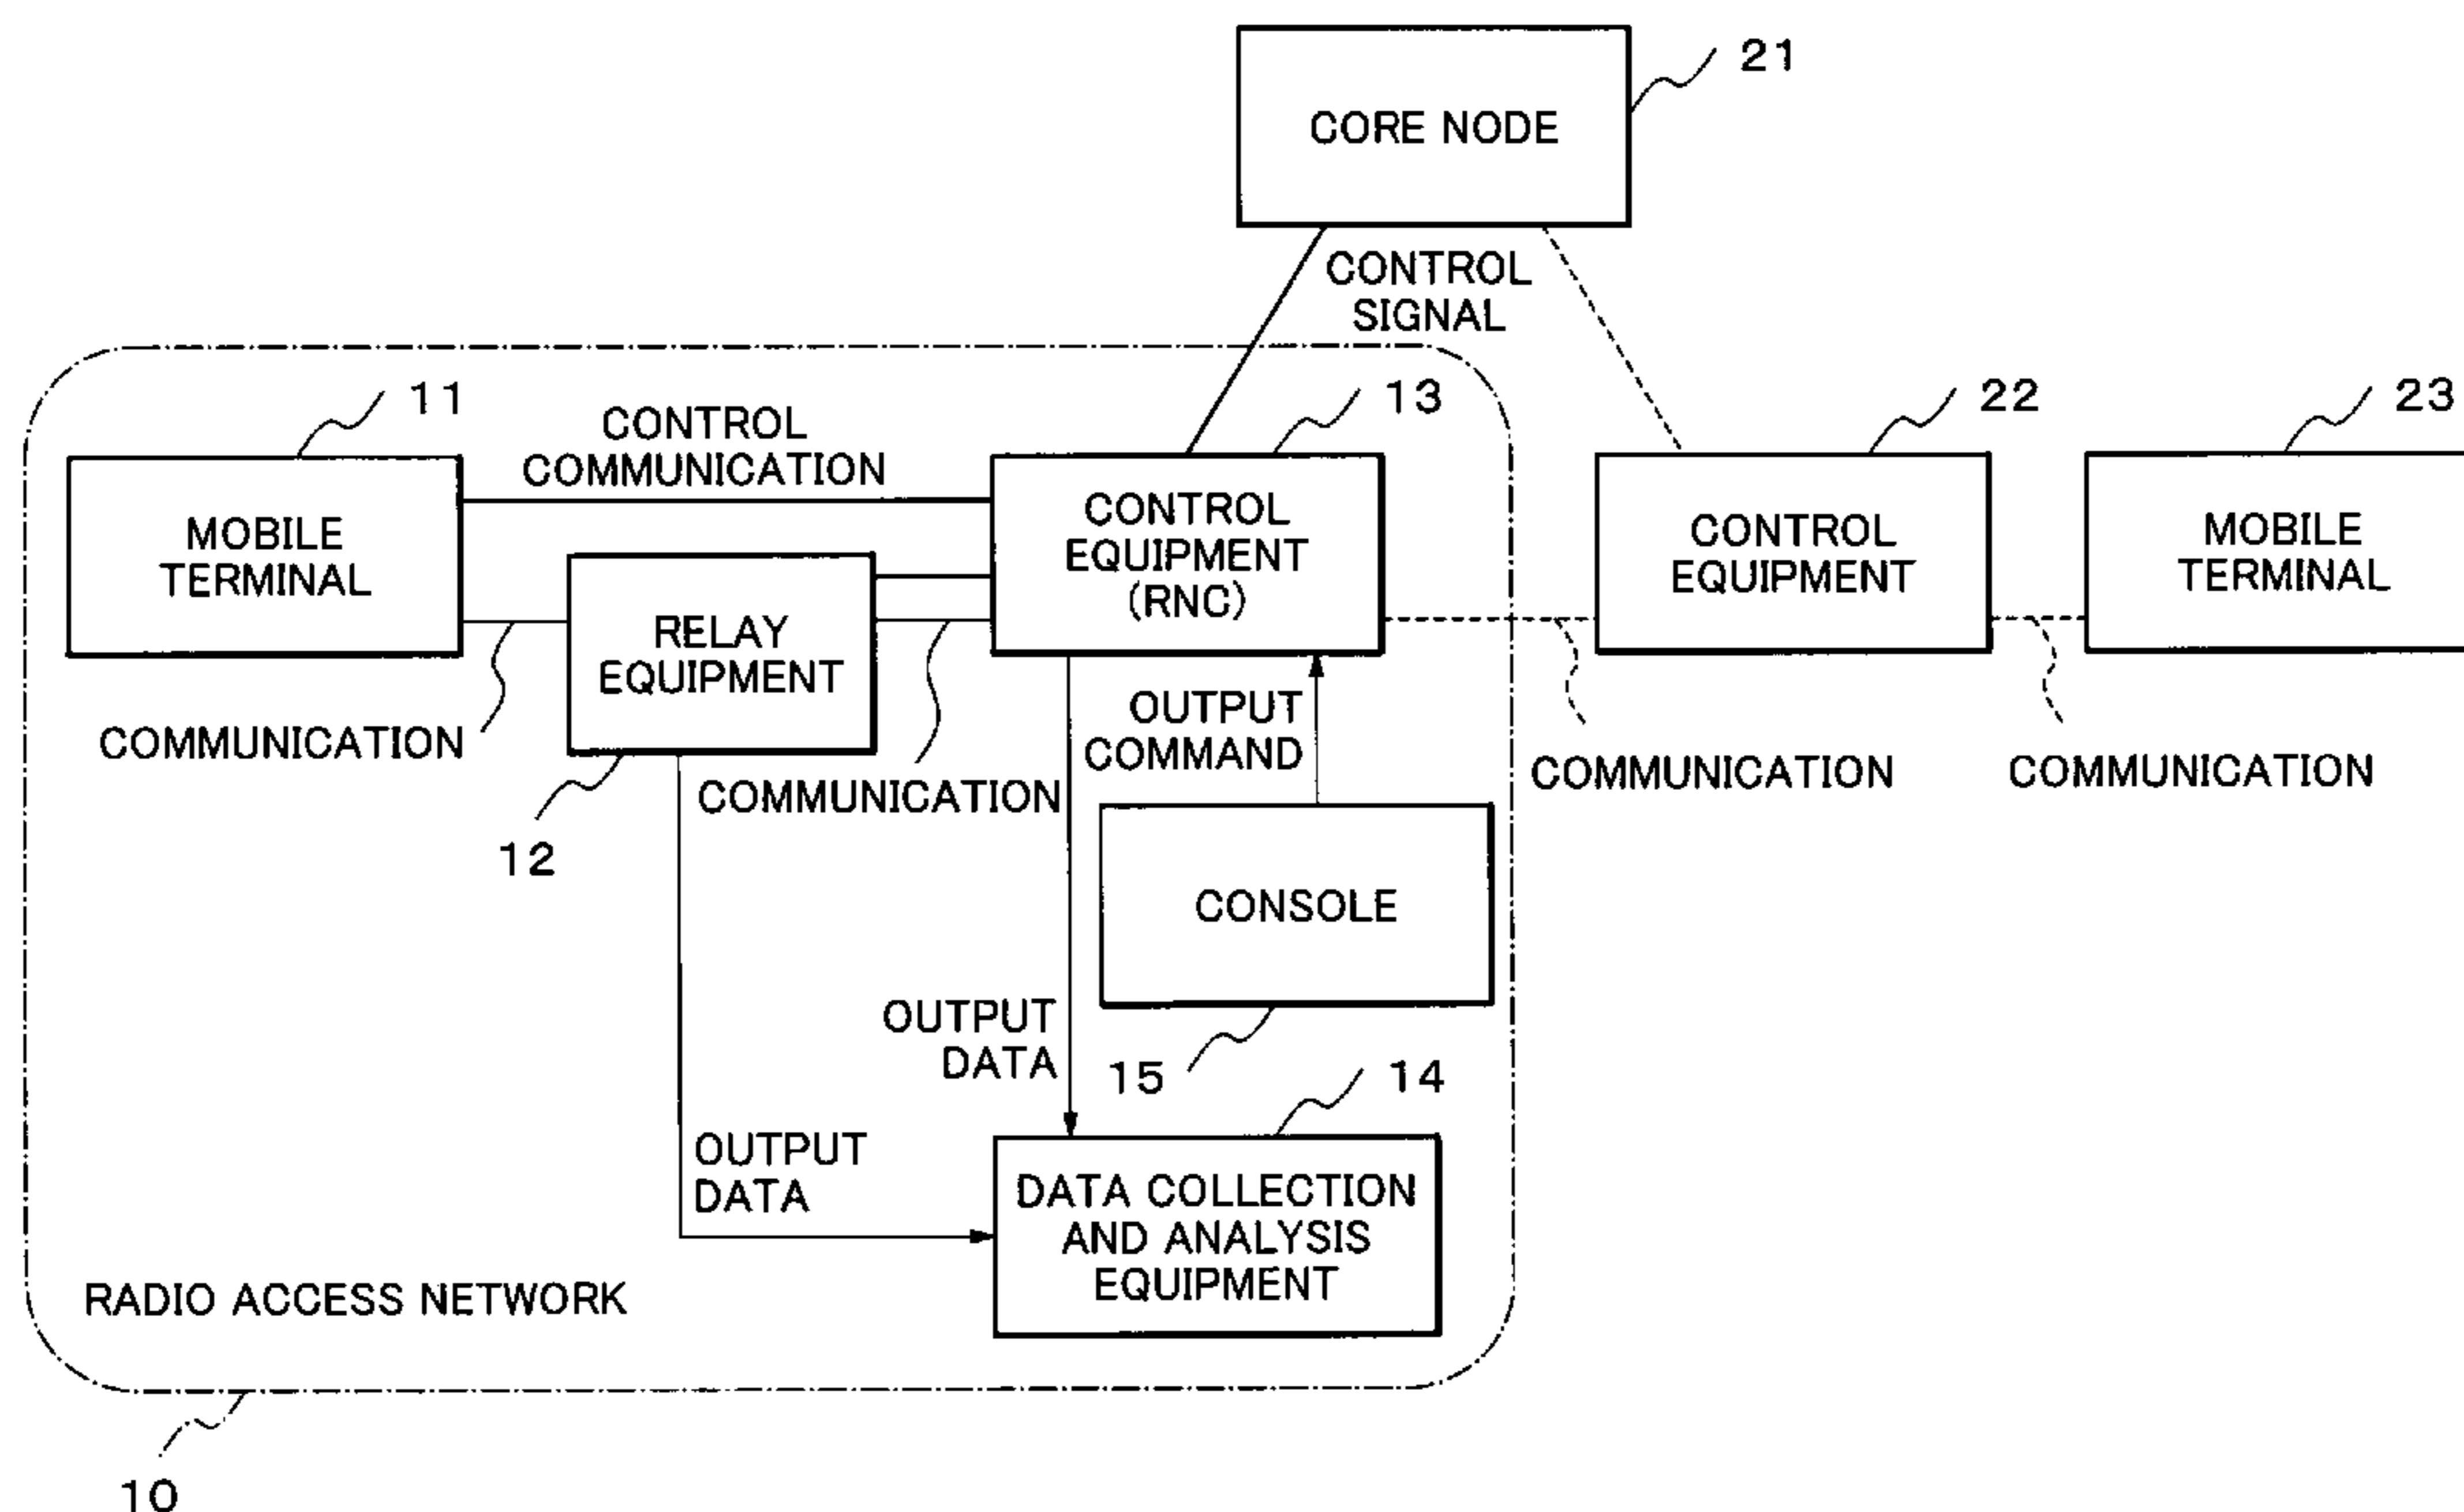 21
CORE NODE
CONTROL
SIGNAL
11
CONTROL
COMMUNICATION
13
22
23
MOBILE
TERMINAL
CONTROL
EQUIPMENT
(RNC)
CONTROL
EQUIPMENT
MOBILE
TERMINAL
RELAY
EQUIPMENT
COMMUNICATION
12
COMMUNICATION
OUTPUT
COMMAND
COMMUNICATION
COMMUNICATION
CONSOLE
15
OUTPUT
DATA
14
OUTPUT
DATA
DATA COLLECTION
AND ANALYSIS
EQUIPMENT
RADIO ACCESS NETWORK
10